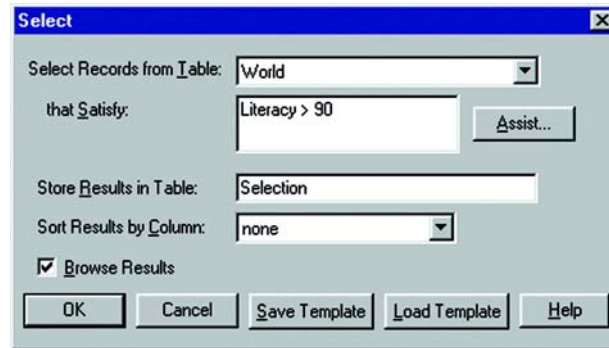 Select
Select Records from Table: World
that Satisfy: Literacy > 90
Assist...
Store Results in Table: Selection
Sort Results by Column: none
Browse Results
OK Cancel Save Template Load Template Help